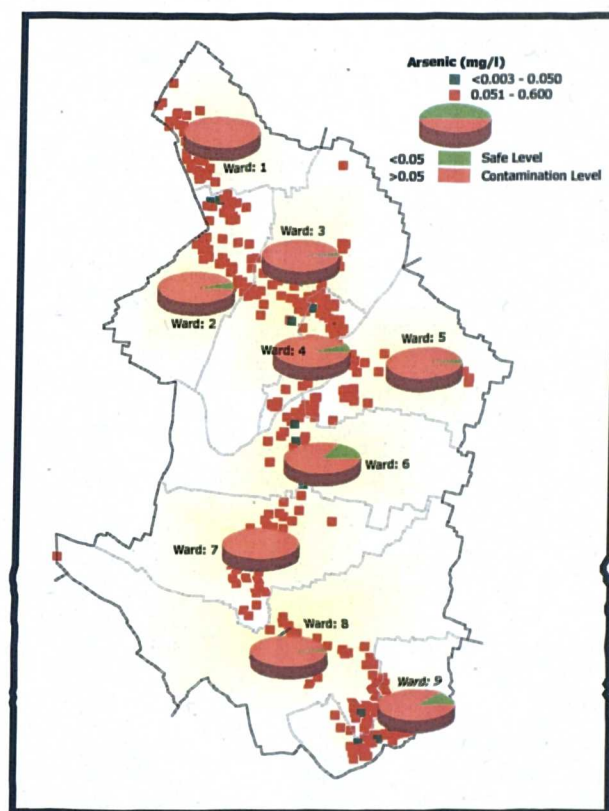 Arsenic (mg/l)
<0.003 - 0.050
0.051 - 0.600
<0.05 Safe Level
>0.05 Contamination Level
Ward: 1
Ward: 3
Ward: 2
Ward: 4
Ward: 5
Ward: 6
Ward: 7
Ward: 8
Ward: 9